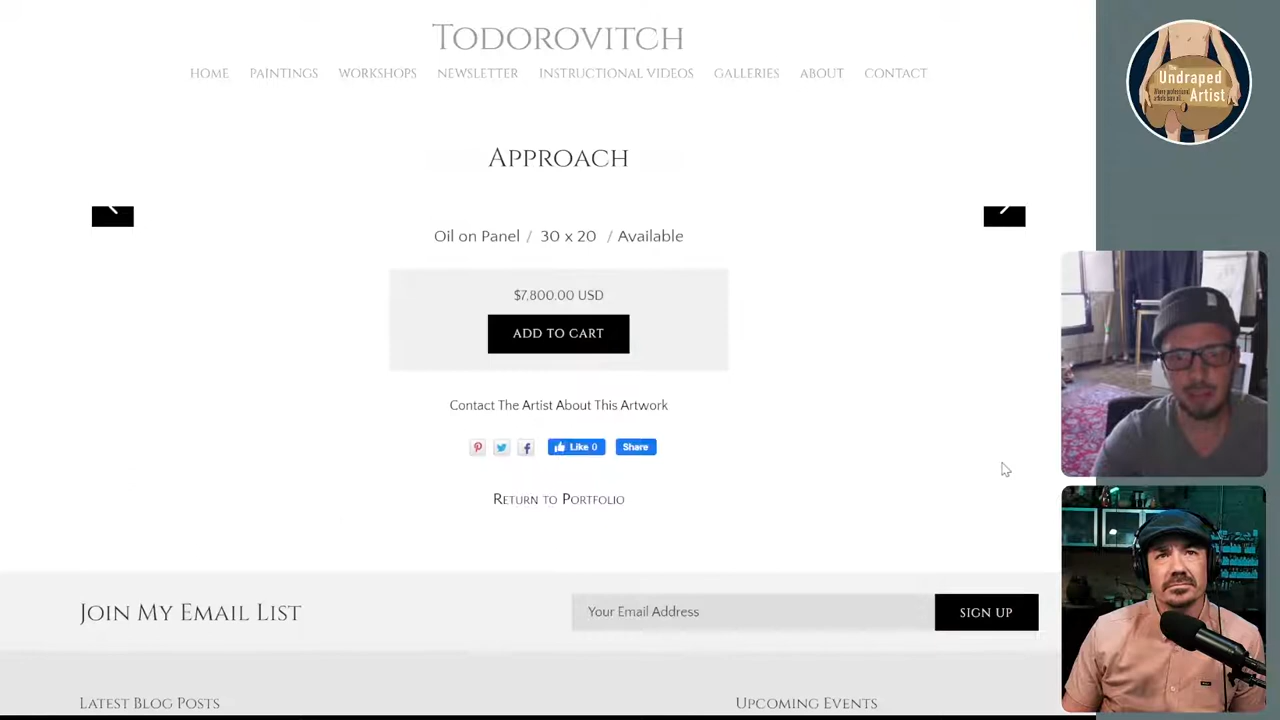 Todorovitch
HOME PAINTINGS WORKSHOPS NEWSLETTER INSTRUCTIONAL VIDEOS GALLERIES ABOUT CONTACT
The
Undraped
Artist
Approach
Oil on Panel / 30 x 20 / Available
$7,800.00 USD
ADD TO CART
Contact The Artist About This Artwork
Like 0 Share
Return to Portfolio
Join My Email List
Your Email Address
SIGN UP
Latest Blog Posts
Upcoming Events